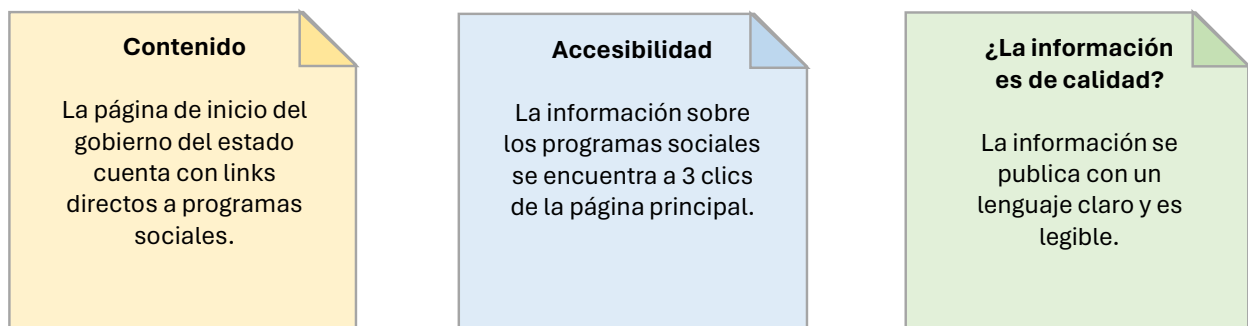 Contenido
La página de inicio del
gobierno del estado
cuenta con links
directos a programas
sociales.
Accesibilidad
La información sobre
los programas sociales
se encuentra a 3 clics
de la página principal.
¿La información
es de calidad?
La información se
publica con un
lenguaje claro y es
legible.